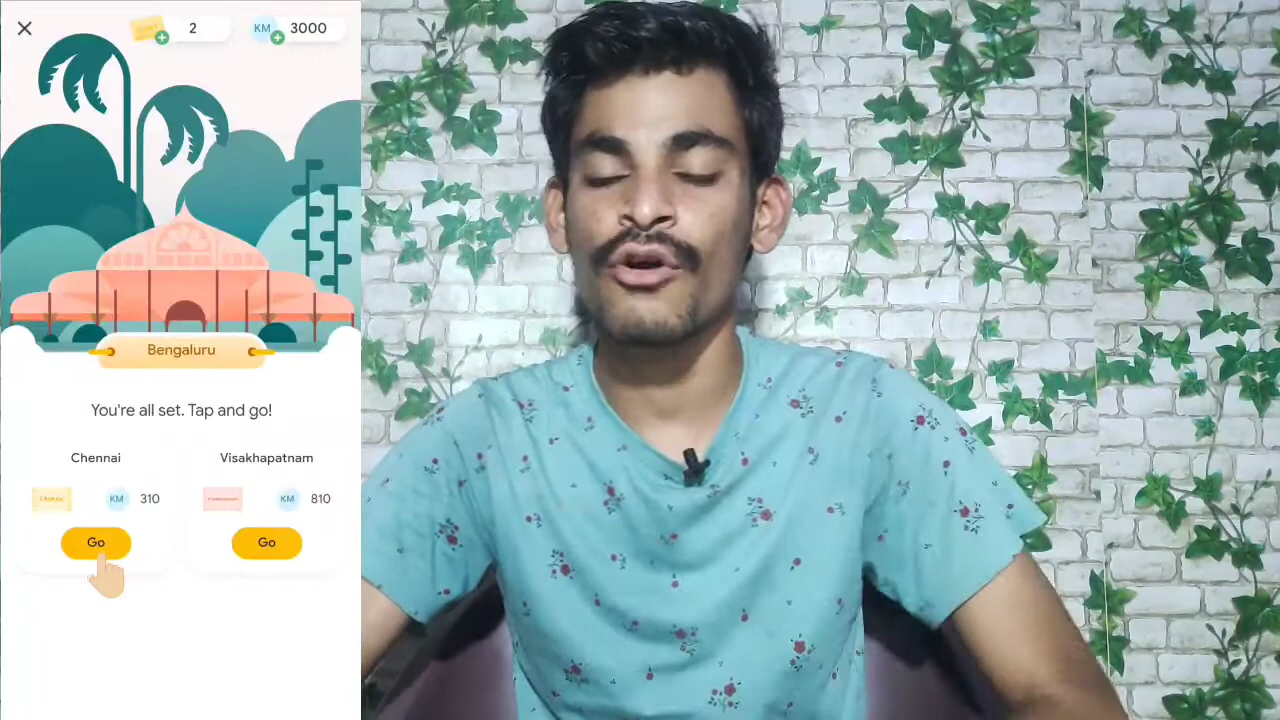 2
KM 3000
Bengaluru
You're all set. Tap and go!
Chennai
Visakhapatnam
KM 310
KM 810
Go
Go